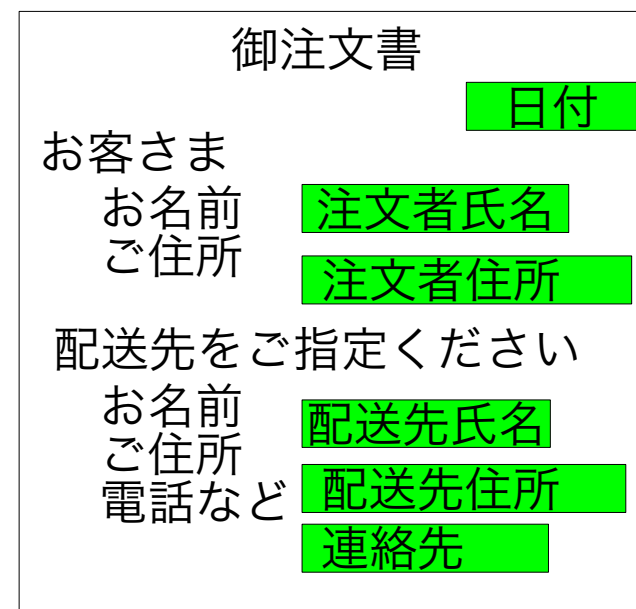 御注文書
日付
お客さま
お名前 注文者氏名
ご住所 注文者住所
配送先をご指定ください
お名前 配送先氏名
ご住所 配送先住所
電話など 連絡先